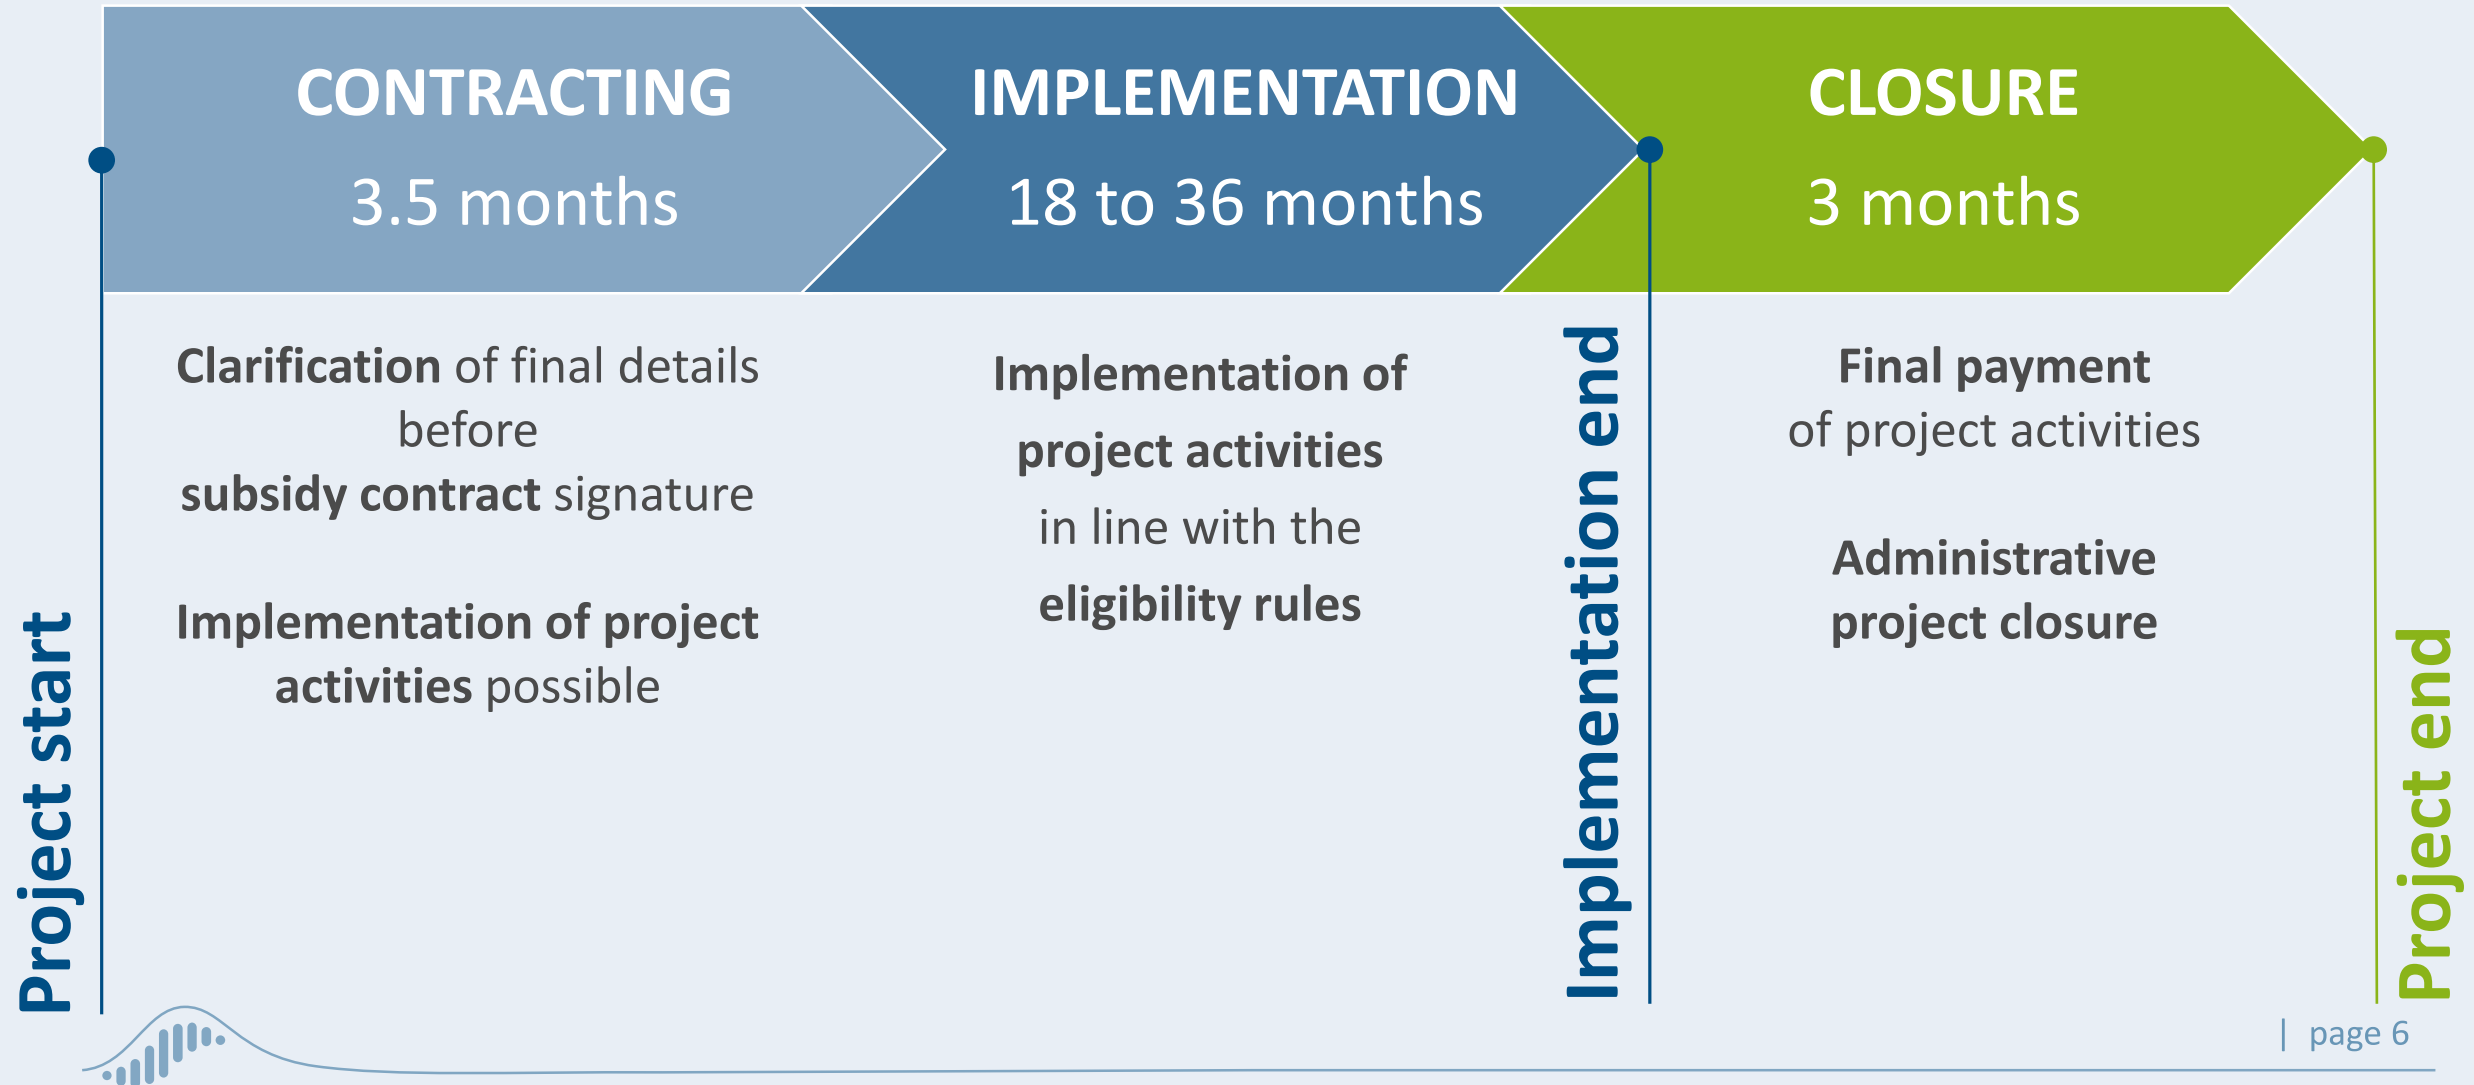 CONTRACTING
3.5 months
IMPLEMENTATION
18 to 36 months
CLOSURE
3 months
Project start
Clarification of final details
before
subsidy contract signature
Implementation of project
activities possible
Implementation of
project activities
in line with the
eligibility rules
Implementation end
Final payment
of project activities
Administrative
project closure
Project end
| page 6